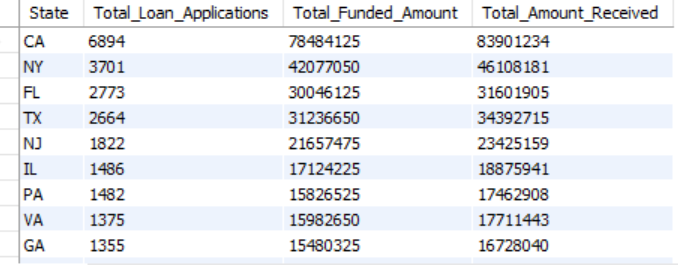 State Total_Loan_Applications Total_Funded_Amount Total_Amount_Received
CA 6894 78484125 83901234
NY 3701 42077050 46108181
FL 2773 30046125 31601905
TX 2664 31236650 34392715
NJ 1822 21657475 23425159
IL 1486 17124225 18875941
PA 1482 15826525 17462908
VA 1375 15982650 17711443
GA 1355 15480325 16728040